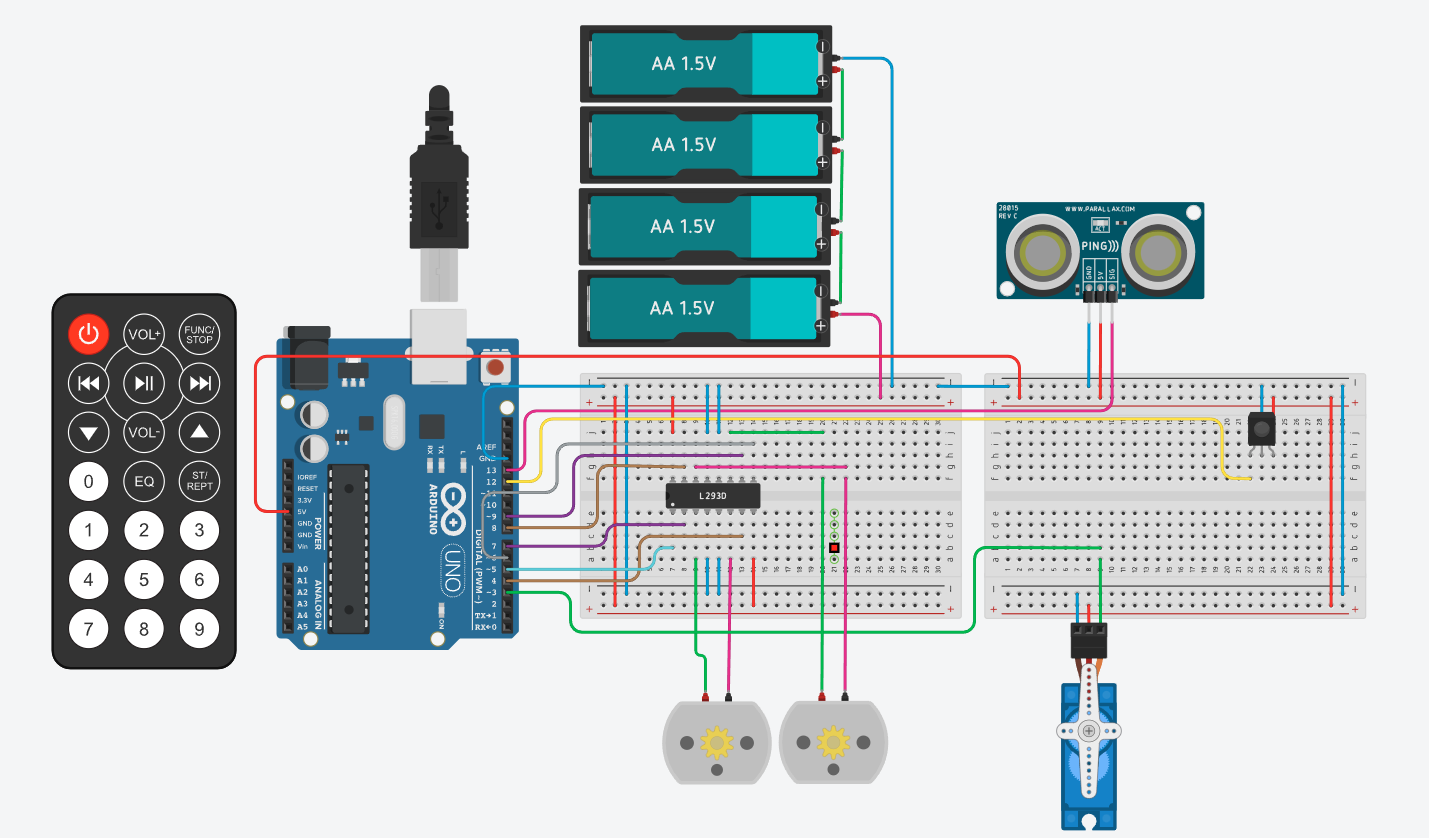 AA 1.5V
AA 1.5V
AA 1.5V
AA 1.5V
28015
REV C
WWW.PARALLAX.COM
ACT
PING)))
GND
5V
SIG
VOL+
FUNC/
STOP
VOL-
0
EQ
ST/
REPT
1
2
3
4
5
6
7
8
9
IOREF
RESET
3.3V
5V
GND
GND
Vin
POWER
A0
A1
A2
A3
A4
A5
ANALOG IN
RX
TX
L
ARDUINO
UNO
ON
AREF
GND
13
12
~11
~10
~9
8
7
~5
4
~3
2
TX→1
RX←0
DIGITAL (PWM~)
L293D
j
i
h
g
f
e
d
c
b
a
j
i
h
g
f
e
d
c
b
a